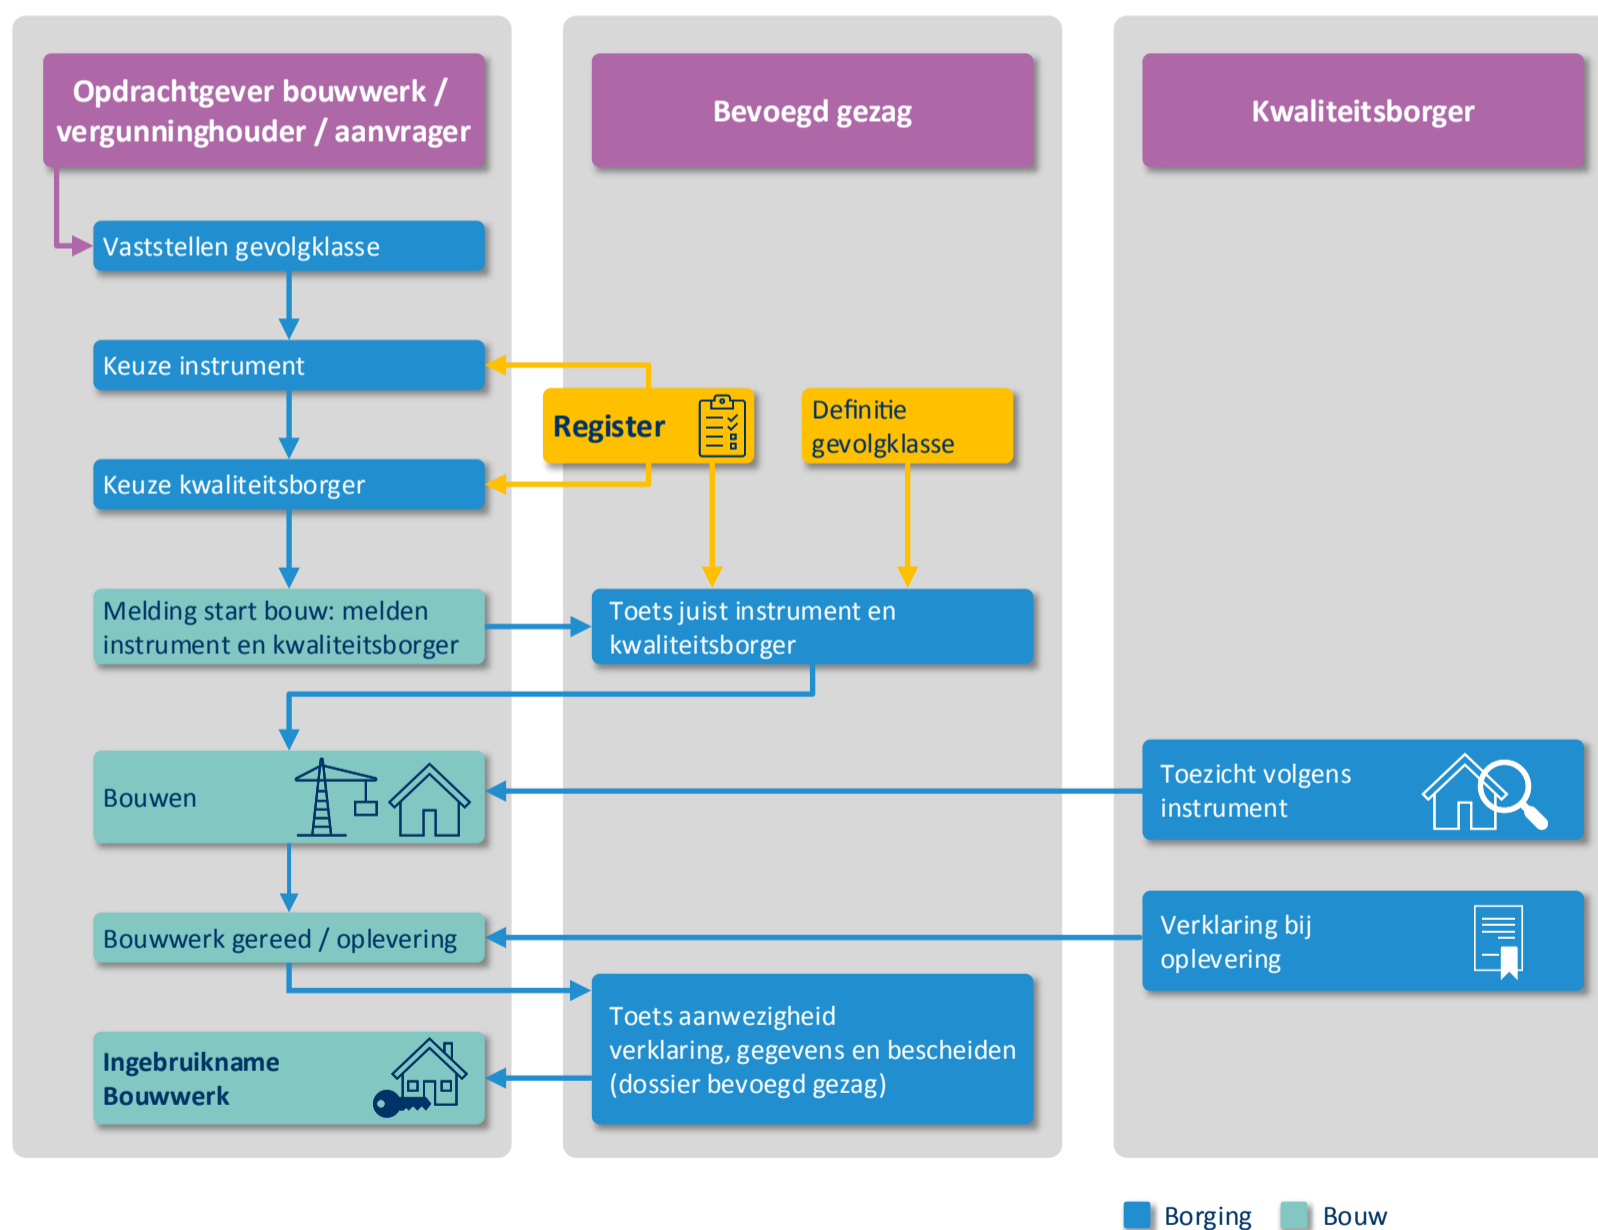 Opdrachtgever bouwwerk /
vergunninghouder / aanvrager
Bevoegd gezag
Kwaliteitsborger
Vaststellen gevolgklasse
Keuze instrument
Register
Definitie
gevolgklasse
Keuze kwaliteitsborger
Melding start bouw: melden
instrument en kwaliteitsborger
Toets juist instrument en
kwaliteitsborger
Bouwen
Toezicht volgens
instrument
Bouwwerk gereed / oplevering
Verklaring bij
oplevering
Toets aanwezigheid
verklaring, gegevens en bescheiden
(dossier bevoegd gezag)
Ingebruikname
Bouwwerk
Borging
Bouw